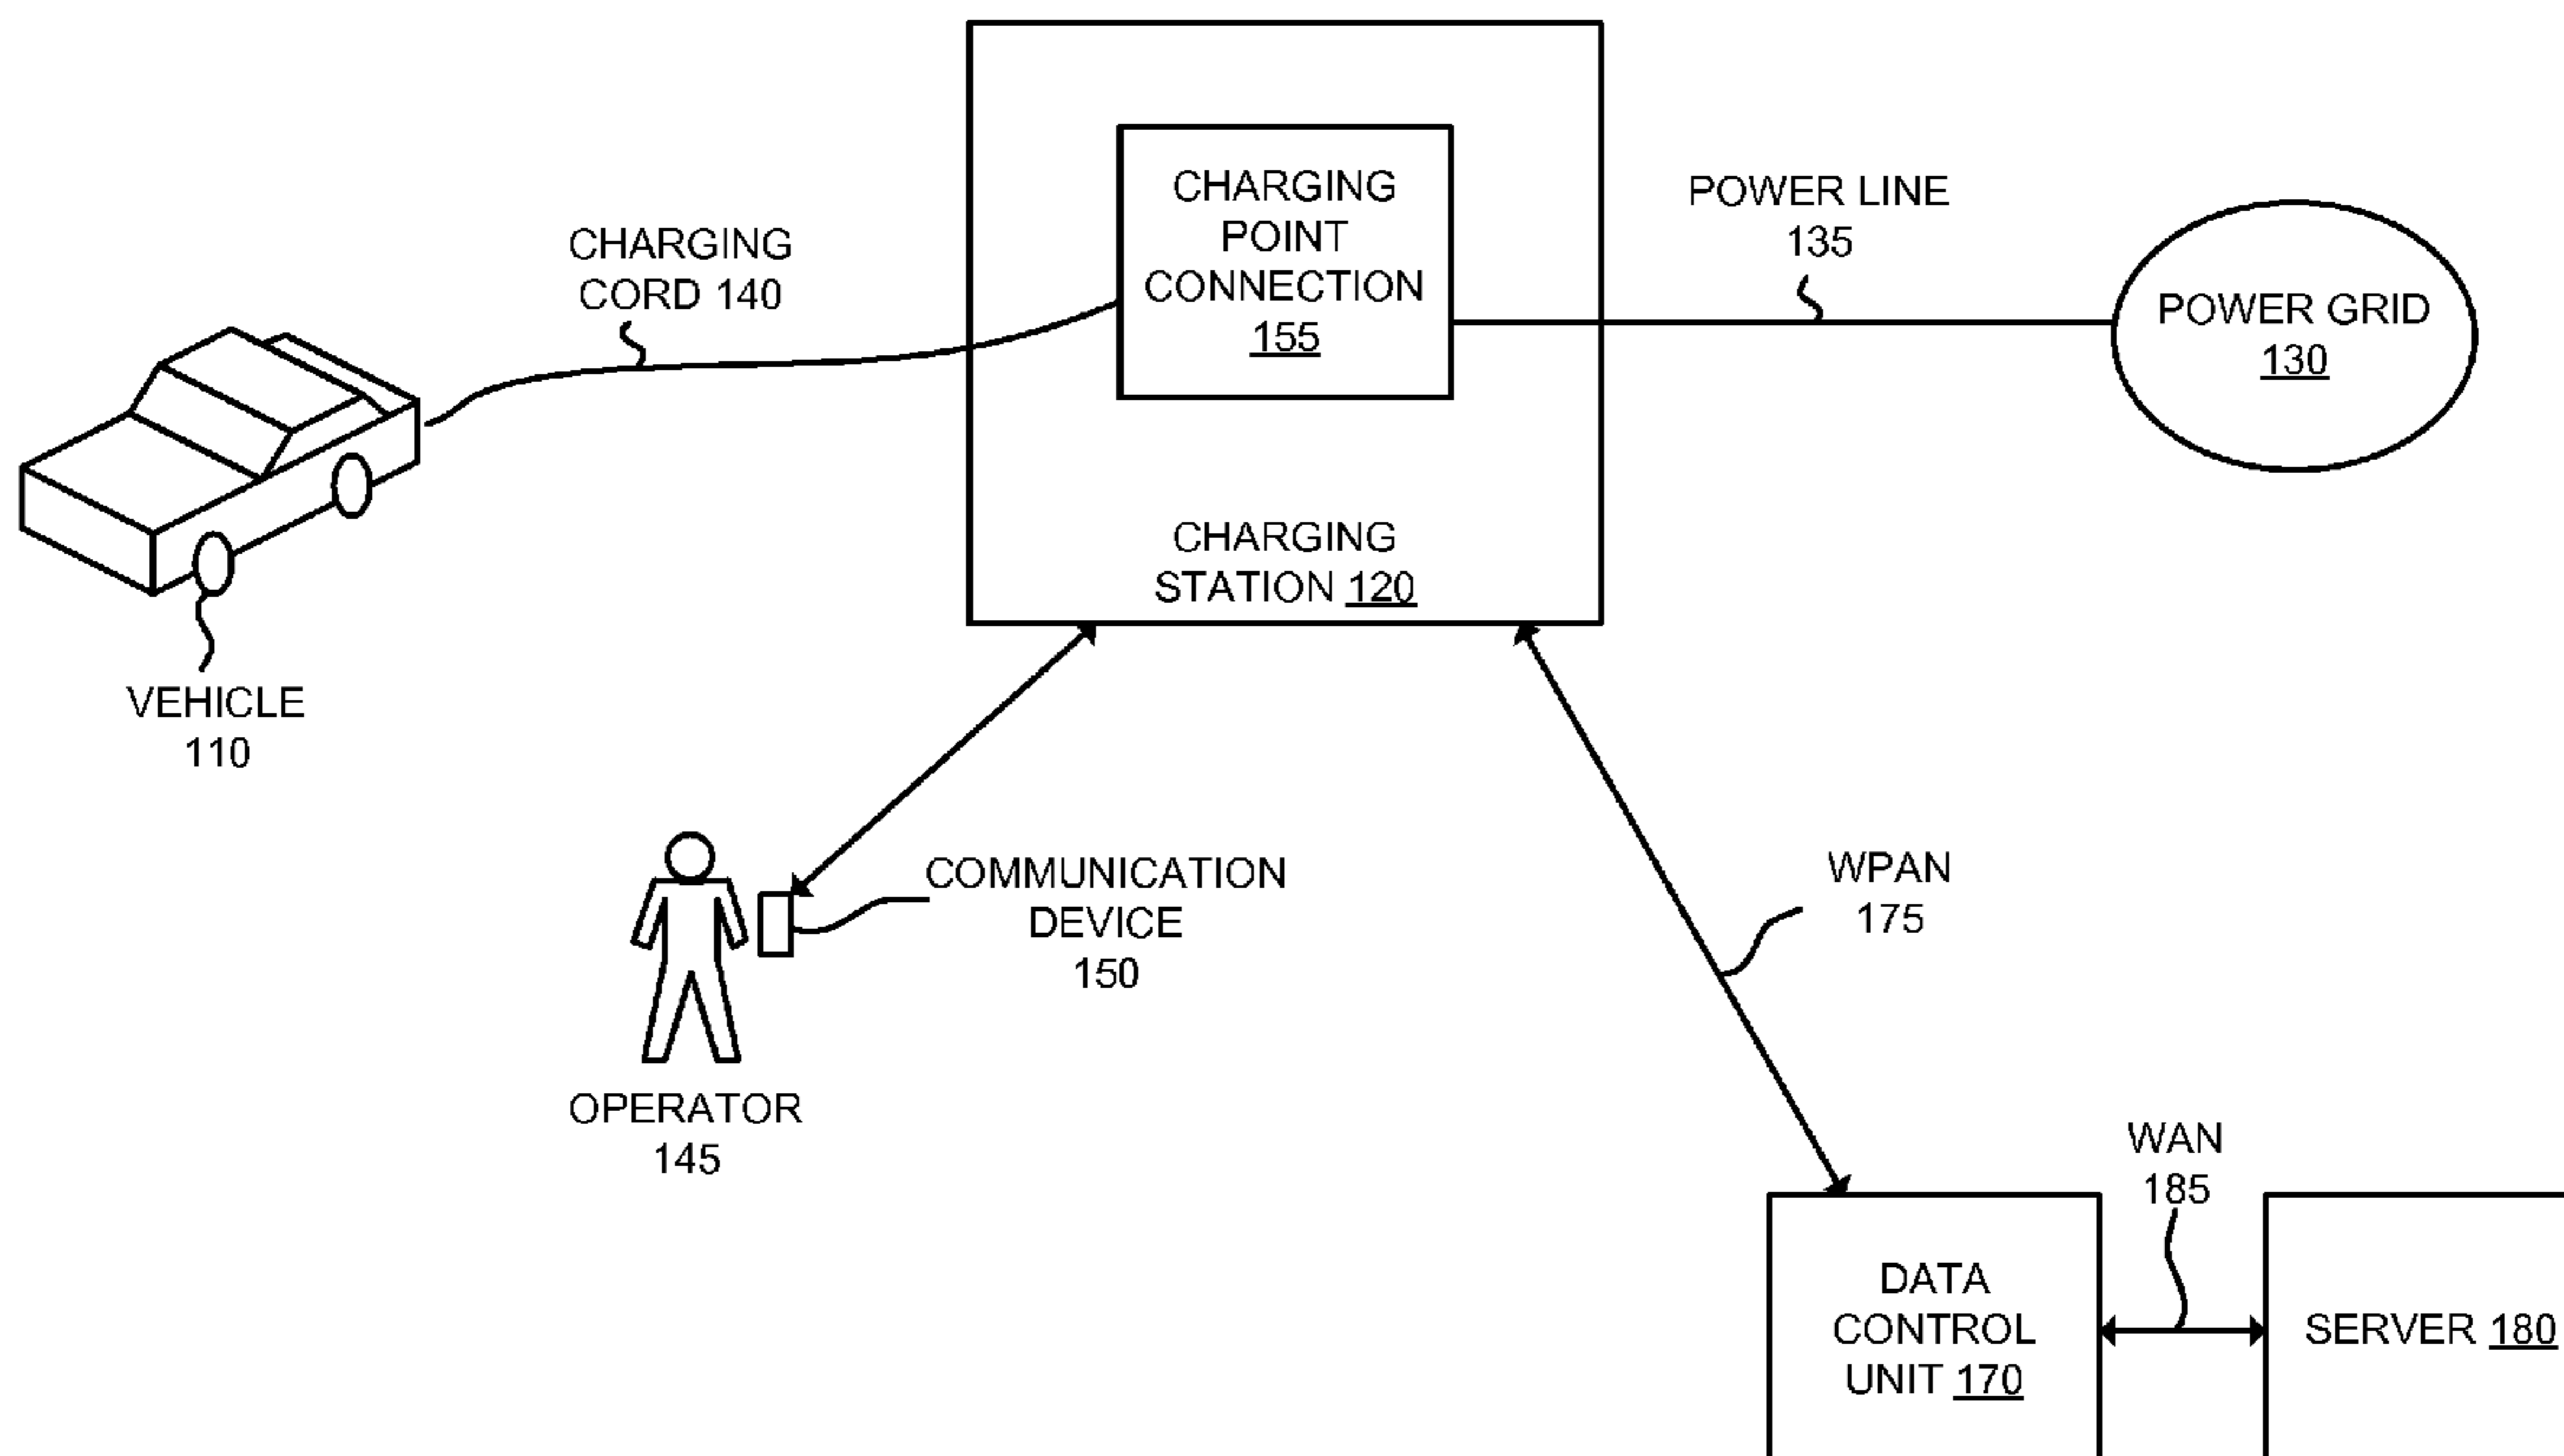 CHARGING
POINT
CONNECTION
155
POWER LINE
135
CHARGING
CORD 140
POWER GRID
130
CHARGING
STATION 120
VEHICLE
110
COMMUNICATION
DEVICE
150
WPAN
175
OPERATOR
145
WAN
185
DATA
CONTROL
UNIT 170
SERVER 180